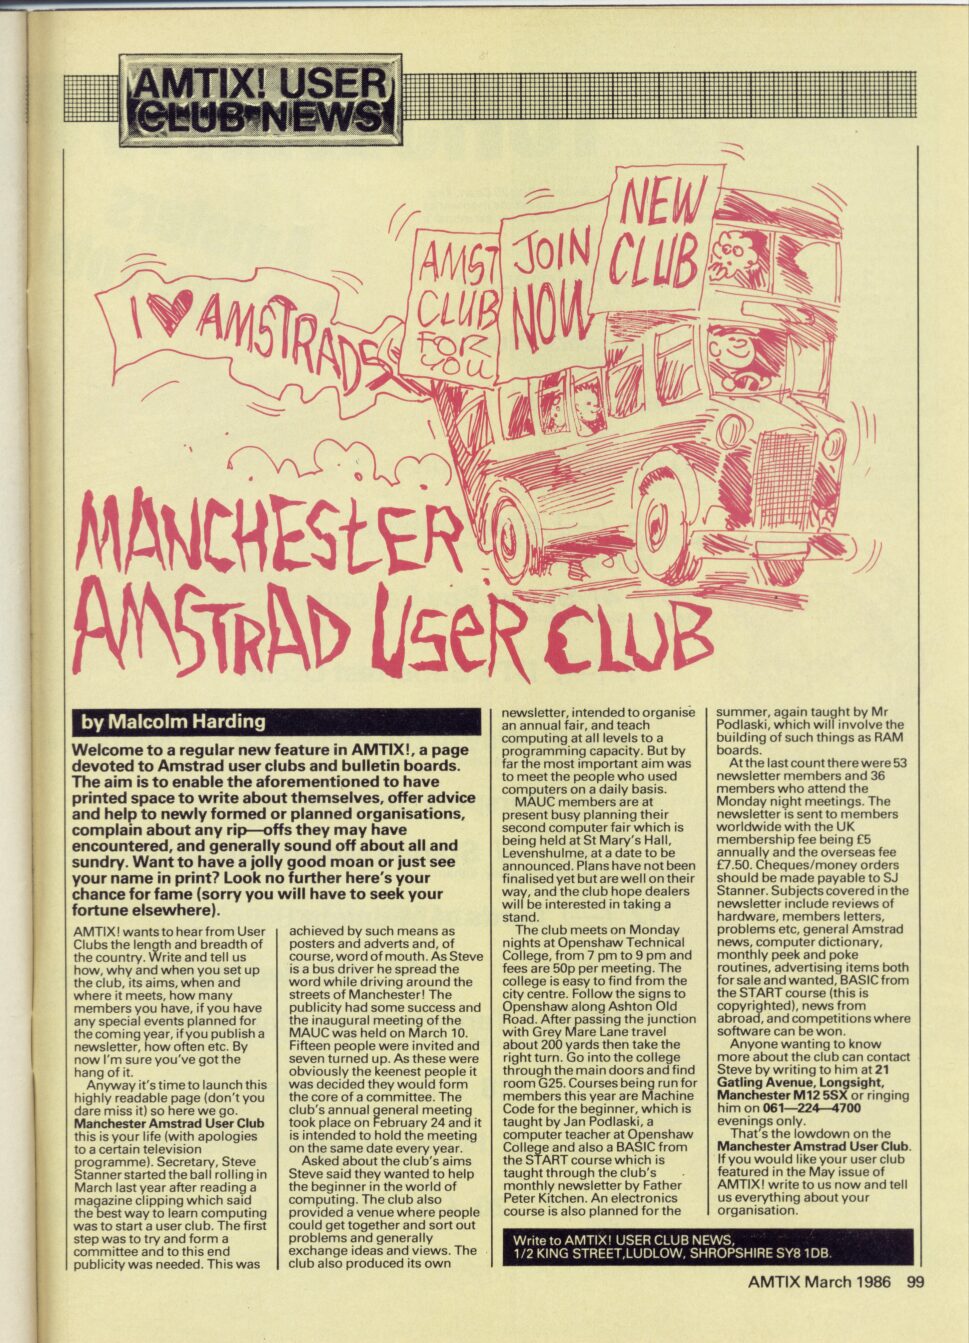 AMTIX! USER
CLUB NEWS
I ♥ AMSTRADS
AMST
CLUB
FOR
YOU
JOIN
NOW
NEW
CLUB
MANCHESTER
AMSTRAD USER CLUB
by Malcolm Harding
Welcome to a regular new feature in AMTIX!, a page
devoted to Amstrad user clubs and bulletin boards.
The aim is to enable the aforementioned to have
printed space to write about themselves, offer advice
and help to newly formed or planned organisations,
complain about any rip—offs they may have
encountered, and generally sound off about all and
sundry. Want to have a jolly good moan or just see
your name in print? Look no further here's your
chance for fame (sorry you will have to seek your
fortune elsewhere).
AMTIX! wants to hear from User
Clubs the length and breadth of
the country. Write and tell us
how, why and when you set up
the club, its aims, when and
where it meets, how many
members you have, if you have
any special events planned for
the coming year, if you publish a
newsletter, how often etc. By
now I'm sure you've got the
hang of it.
Anyway it's time to launch this
highly readable page (don't you
dare miss it) so here we go.
Manchester Amstrad User Club
this is your life (with apologies
to a certain television
programme). Secretary, Steve
Stanner started the ball rolling in
March last year after reading a
magazine clipping which said
the best way to learn computing
was to start a user club. The first
step was to try and form a
committee and to this end
publicity was needed. This was
achieved by such means as
posters and adverts and, of
course, word of mouth. As Steve
is a bus driver he spread the
word while driving around the
streets of Manchester! The
publicity had some success and
the inaugural meeting of the
MAUC was held on March 10.
Fifteen people were invited and
seven turned up. As these were
obviously the keenest people it
was decided they would form
the core of a committee. The
club's annual general meeting
took place on February 24 and it
is intended to hold the meeting
on the same date every year.
Asked about the club's aims
Steve said they wanted to help
the beginner in the world of
computing. The club also
provided a venue where people
could get together and sort out
problems and generally
exchange ideas and views. The
club also produced its own
newsletter, intended to organise
an annual fair, and teach
computing at all levels to a
programming capacity. But by
far the most important aim was
to meet the people who used
computers on a daily basis.
MAUC members are at
present busy planning their
second computer fair which is
being held at St Mary's Hall,
Levenshulme, at a date to be
announced. Plans have not been
finalised yet but are well on their
way, and the club hope dealers
will be interested in taking a
stand.
The club meets on Monday
nights at Openshaw Technical
College, from 7 pm to 9 pm and
fees are 50p per meeting. The
college is easy to find from the
city centre. Follow the signs to
Openshaw along Ashton Old
Road. After passing the junction
with Grey Mare Lane travel
about 200 yards then take the
right turn. Go into the college
through the main doors and find
room G25. Courses being run for
members this year are Machine
Code for the beginner, which is
taught by Jan Podlaski, a
computer teacher at Openshaw
College and also a BASIC from
the START course which is
taught through the club's
monthly newsletter by Father
Peter Kitchen. An electronics
course is also planned for the
summer, again taught by Mr
Podlaski, which will involve the
building of such things as RAM
boards.
At the last count there were 53
newsletter members and 36
members who attend the
Monday night meetings. The
newsletter is sent to members
worldwide with the UK
membership fee being £5
annually and the overseas fee
£7.50. Cheques/money orders
should be made payable to SJ
Stanner. Subjects covered in the
newsletter include reviews of
hardware, members letters,
problems etc, general Amstrad
news, computer dictionary,
monthly peek and poke
routines, advertising items both
for sale and wanted, BASIC from
the START course (this is
copyrighted), news from
abroad, and competitions where
software can be won.
Anyone wanting to know
more about the club can contact
Steve by writing to him at 21
Gatling Avenue, Longsight,
Manchester M12 5SX or ringing
him on 061—224—4700
evenings only.
That's the lowdown on the
Manchester Amstrad User Club.
If you would like your user club
featured in the May issue of
AMTIX! write to us now and tell
us everything about your
organisation.
Write to AMTIX! USER CLUB NEWS,
1/2 KING STREET,LUDLOW, SHROPSHIRE SY8 1DB.
AMTIX March 1986 99